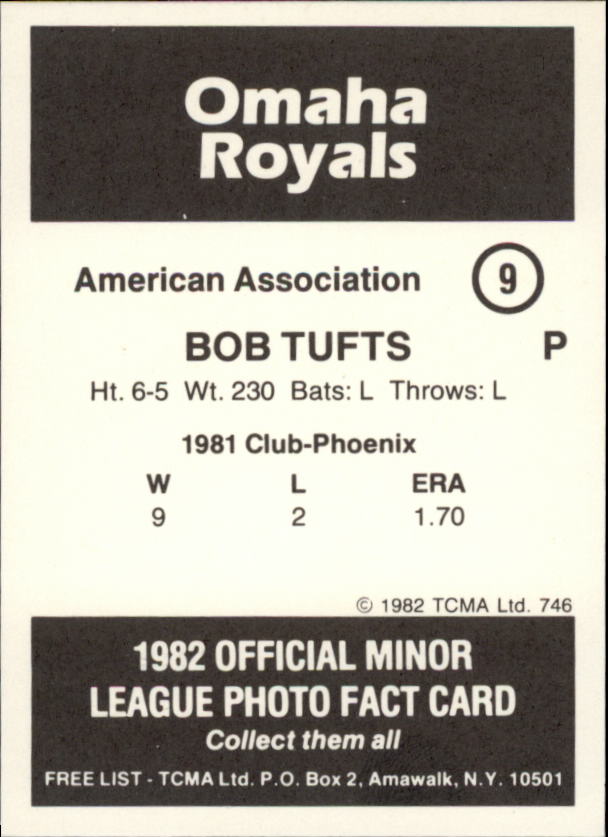 Omaha
Royals
American Association 9
BOB TUFTS P
Ht. 6-5 Wt. 230 Bats: L Throws: L
1981 Club-Phoenix
W L ERA
9 2 1.70
© 1982 TCMA Ltd. 746
1982 OFFICIAL MINOR
LEAGUE PHOTO FACT CARD
Collect them all
FREE LIST - TCMA Ltd. P.O. Box 2, Amawalk, N.Y. 10501